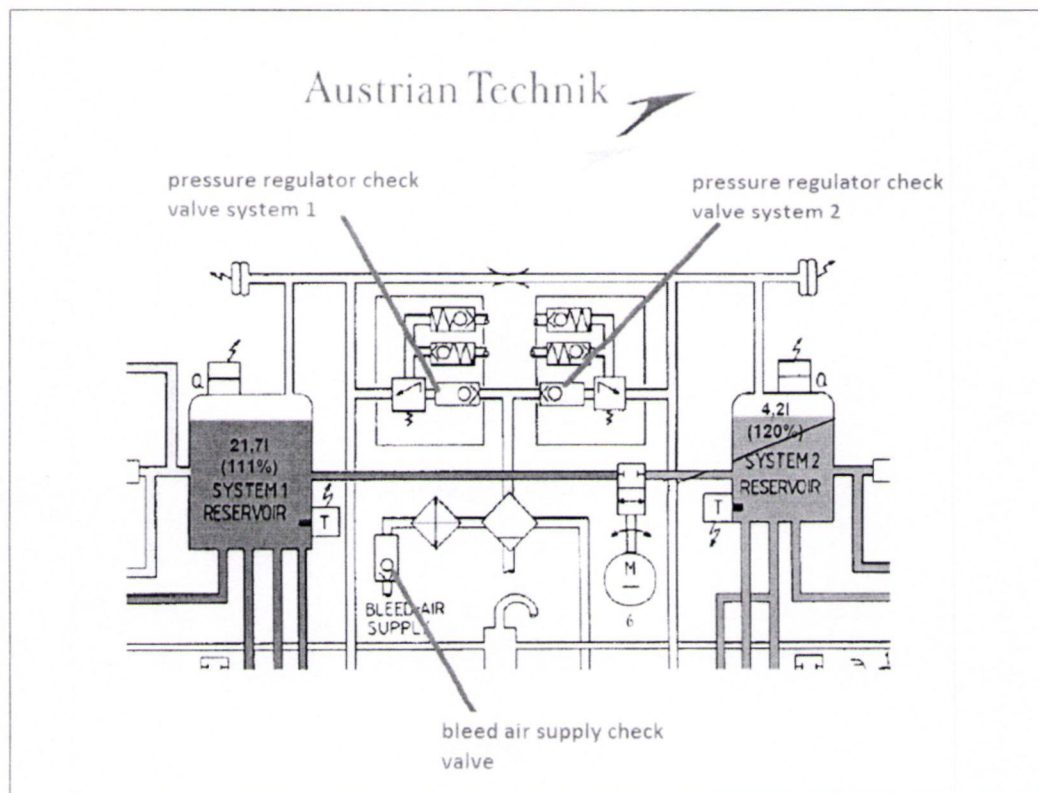 Austrian Technik
pressure regulator check
valve system 1
pressure regulator check
valve system 2
Q
Q
21,7l
(111%)
SYSTEM 1
RESERVOIR
T
4,2l
(120%)
SYSTEM 2
RESERVOIR
T
BLEED-AIR
SUPPLY
M
6
bleed air supply check
valve